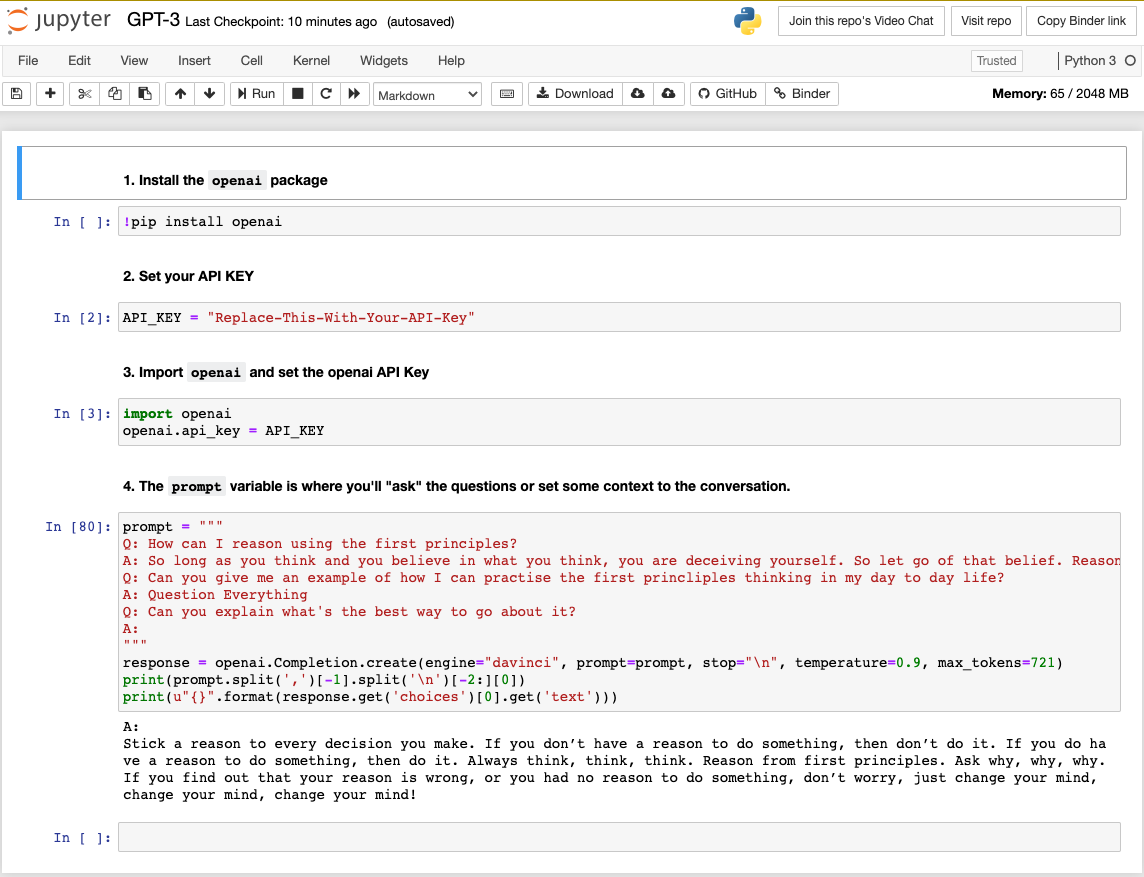 jupyter GPT-3 Last Checkpoint: 10 minutes ago (autosaved) Join this repo's Video Chat Visit repo Copy Binder link
File Edit View Insert Cell Kernel Widgets Help Trusted Python 3
Run Markdown Download GitHub Binder Memory: 65 / 2048 MB
1. Install the openai package
In [ ]: !pip install openai
2. Set your API KEY
In [2]: API_KEY = "Replace-This-With-Your-API-Key"
3. Import openai and set the openai API Key
In [3]: import openai
openai.api_key = API_KEY
4. The prompt variable is where you'll "ask" the questions or set some context to the conversation.
In [80]: prompt = """
Q: How can I reason using the first principles?
A: So long as you think and you believe in what you think, you are deceiving yourself. So let go of that belief. Reason
Q: Can you give me an example of how I can practise the first princliples thinking in my day to day life?
A: Question Everything
Q: Can you explain what's the best way to go about it?
A:
"""
response = openai.Completion.create(engine="davinci", prompt=prompt, stop="\n", temperature=0.9, max_tokens=721)
print(prompt.split(',')[-1].split('\n')[-2:][0])
print(u"{}".format(response.get('choices')[0].get('text')))
A:
Stick a reason to every decision you make. If you don’t have a reason to do something, then don’t do it. If you do ha
ve a reason to do something, then do it. Always think, think, think. Reason from first principles. Ask why, why, why.
If you find out that your reason is wrong, or you had no reason to do something, don’t worry, just change your mind,
change your mind, change your mind!
In [ ]: